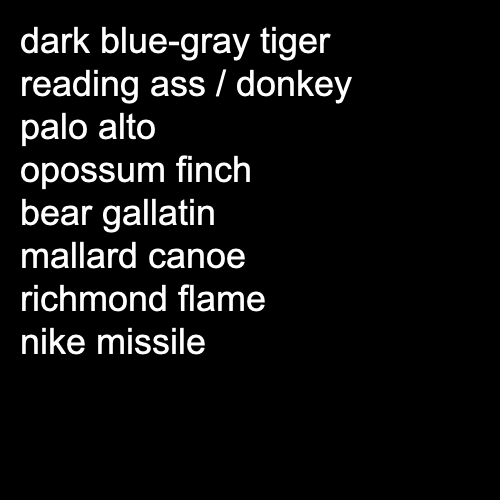 dark blue-gray tiger
reading ass / donkey
palo alto
opossum finch
bear gallatin
mallard canoe
richmond flame
nike missile